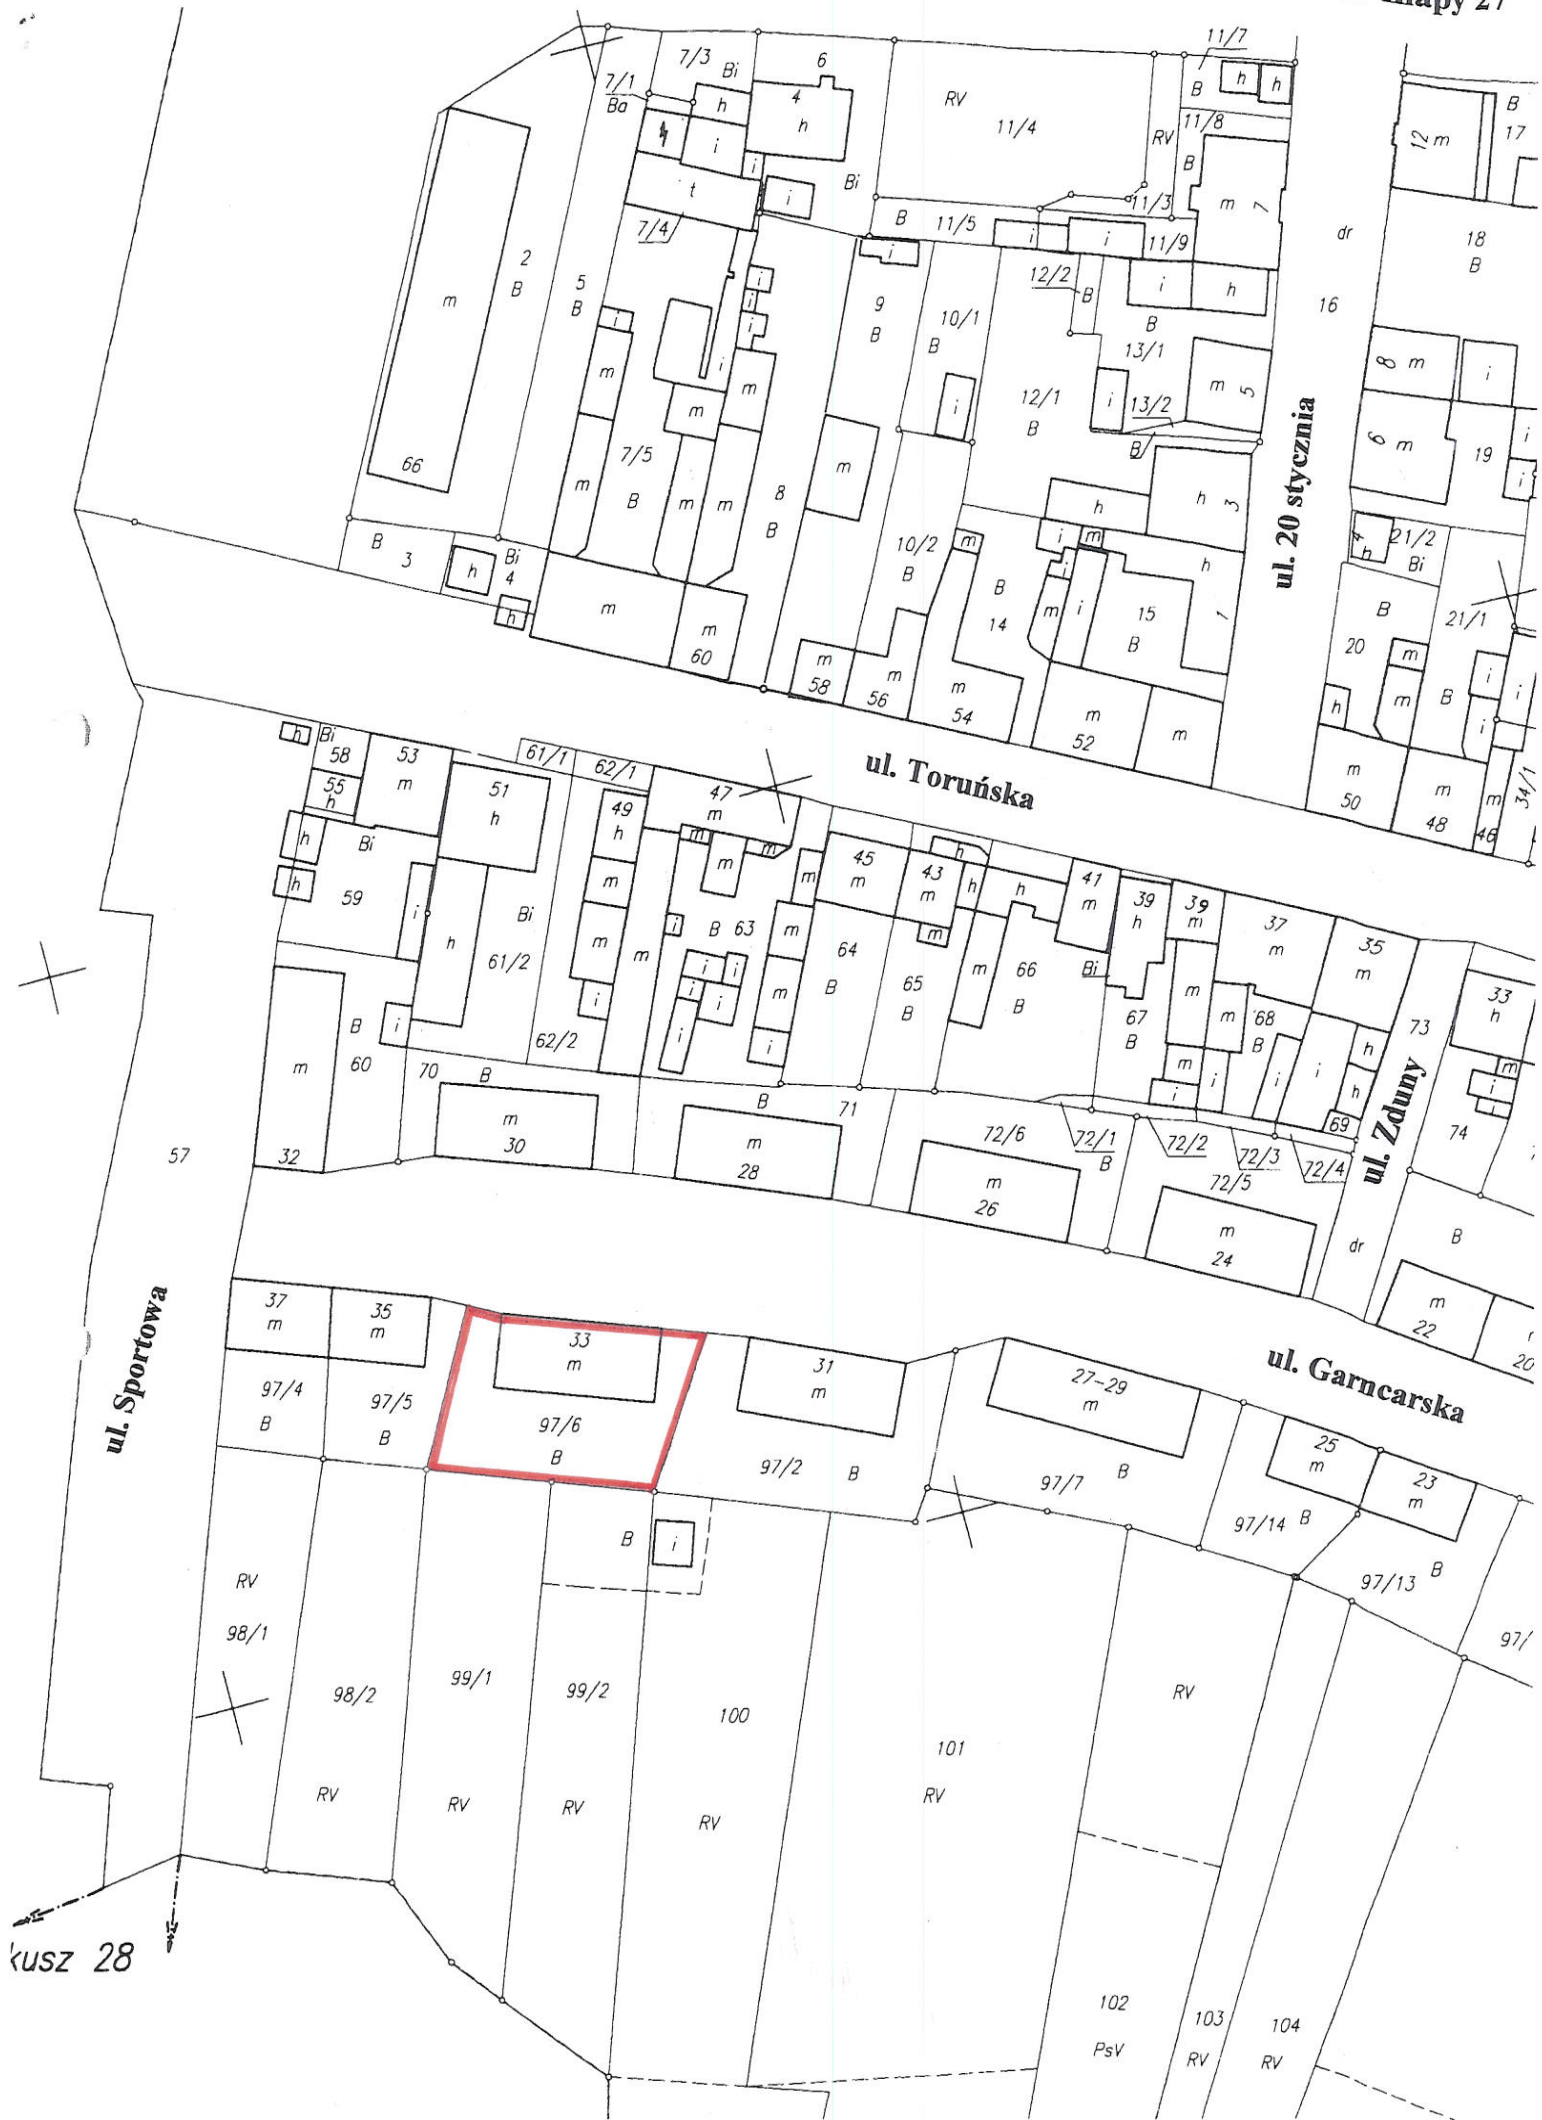 mapy 27
11/7
7/3
Bi
6
7/1
Ba
h
4
h
i
RV
11/4
RV
B
h
h
11/8
B
12
m
B
17
i
t
i
Bi
7/4
B
11/5
11/3
m
7
i
i
11/9
dr
18
B
2
B
5
B
m
i
i
i
i
i
9
B
10/1
B
12/2
B
i
h
B
13/1
16
m
m
i
m
m
5
8
m
i
12/1
B
i
i
13/2
B
6
m
19
i
i
66
7/5
B
m
m
m
8
B
m
h
h
3
ul. 20 stycznia
B
3
h
Bi
4
h
10/2
B
m
i
m
i
h
4
h
21/2
Bi
m
m
60
B
14
m
i
15
B
1
B
20
21/1
m
i
i
m
58
m
56
m
54
m
52
m
h
m
B
i
h
Bi
58
53
m
61/1
62/1
ul. Toruńska
m
50
m
48
m
46
34/1
55
h
51
h
49
h
47
m
m
m
m
h
Bi
45
m
43
m
h
h
h
41
m
39
h
39
m
37
m
35
m
h
59
i
h
Bi
61/2
m
m
m
i
B
63
m
m
i
i
i
i
i
m
m
i
64
B
m
65
B
m
66
B
Bi
67
B
m
m
68
B
33
h
73
m
B
60
i
62/2
m
i
i
i
i
h
h
69
m
i
i
70
B
m
30
B
71
m
28
72/6
72/1
B
72/2
72/3
72/4
ul. Zduny
74
57
32
m
26
72/5
m
24
dr
B
ul. Sportowa
37
m
35
m
33
m
31
m
27-29
m
ul. Garncarska
m
22
20
97/4
B
97/5
B
97/6
B
97/2
B
97/7
B
25
m
23
m
97/14
B
97/13
B
97/
B
i
RV
98/1
98/2
99/1
99/2
100
101
RV
RV
RV
RV
RV
RV
102
PsV
103
RV
104
RV
kusz 28